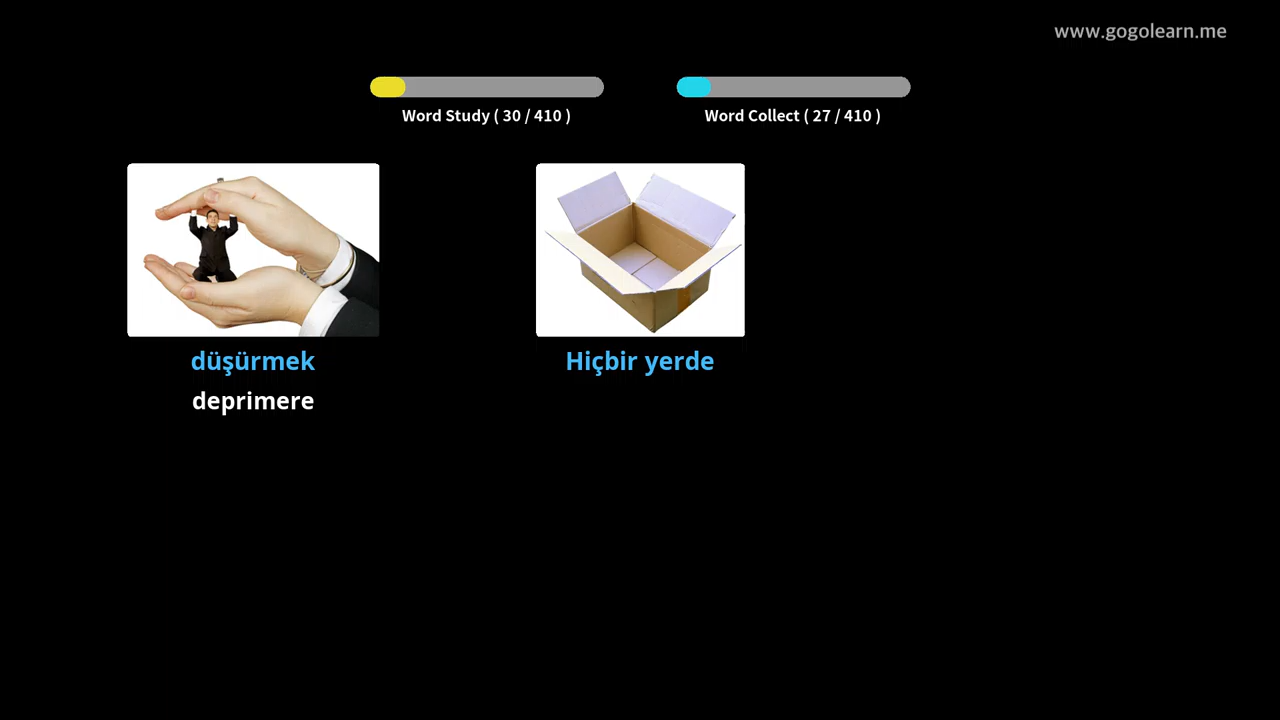 www.gogolearn.me
Word Study ( 30 / 410 )
Word Collect ( 27 / 410 )
düşürmek
Hiçbir yerde
deprimere